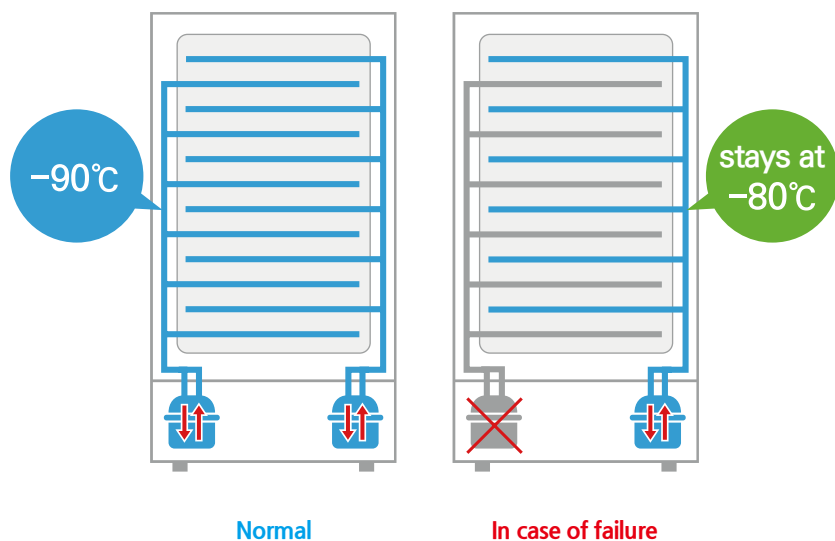 −90℃
stays at
−80℃
Normal
In case of failure